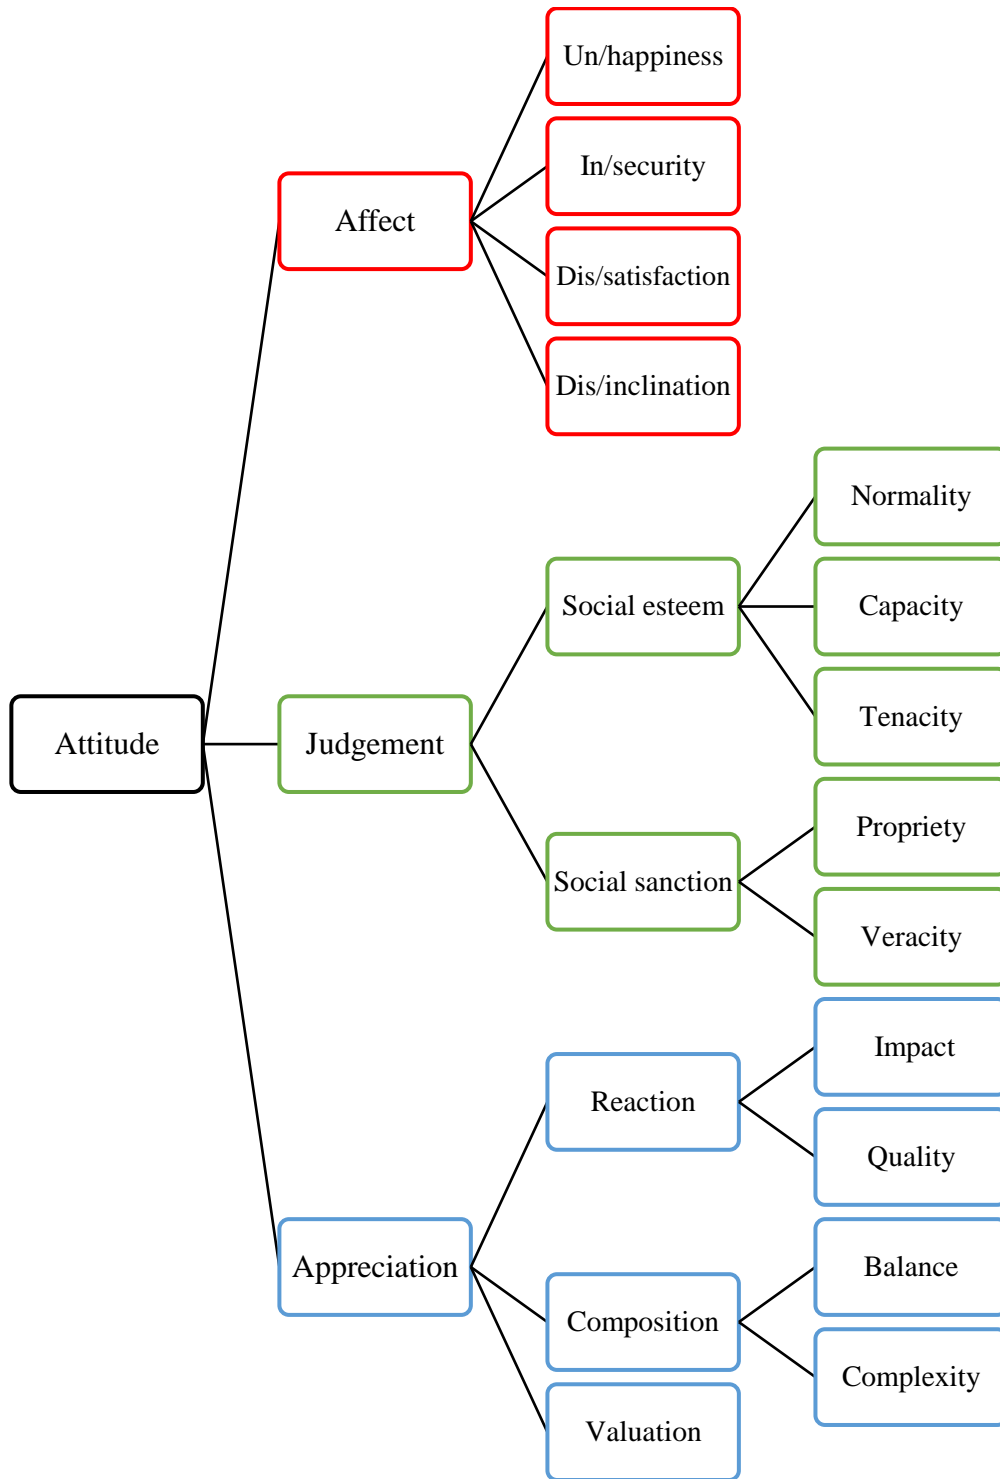 Attitude
Affect
Un/happiness
In/security
Dis/satisfaction
Dis/inclination
Judgement
Social esteem
Normality
Capacity
Tenacity
Social sanction
Propriety
Veracity
Appreciation
Reaction
Impact
Quality
Composition
Balance
Complexity
Valuation